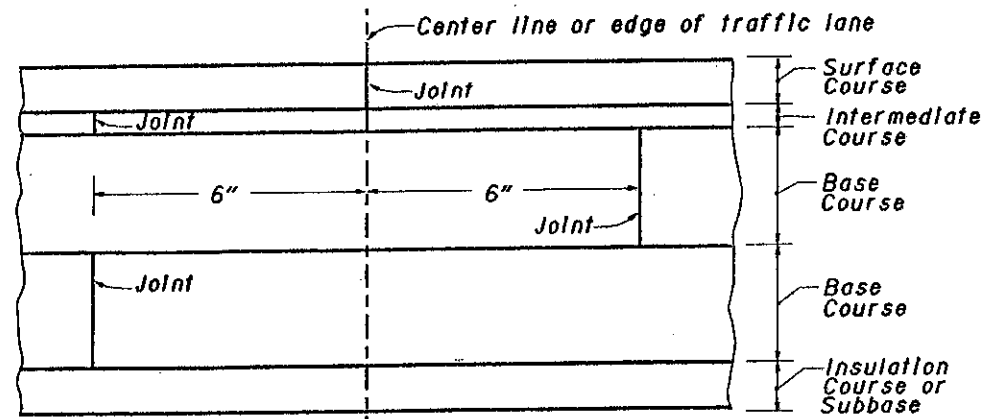 Center line or edge of traffic lane
Surface
Course
Joint
Joint
Intermediate
Course
6"
6"
Base
Course
Joint
Joint
Base
Course
Insulation
Course or
Subbase